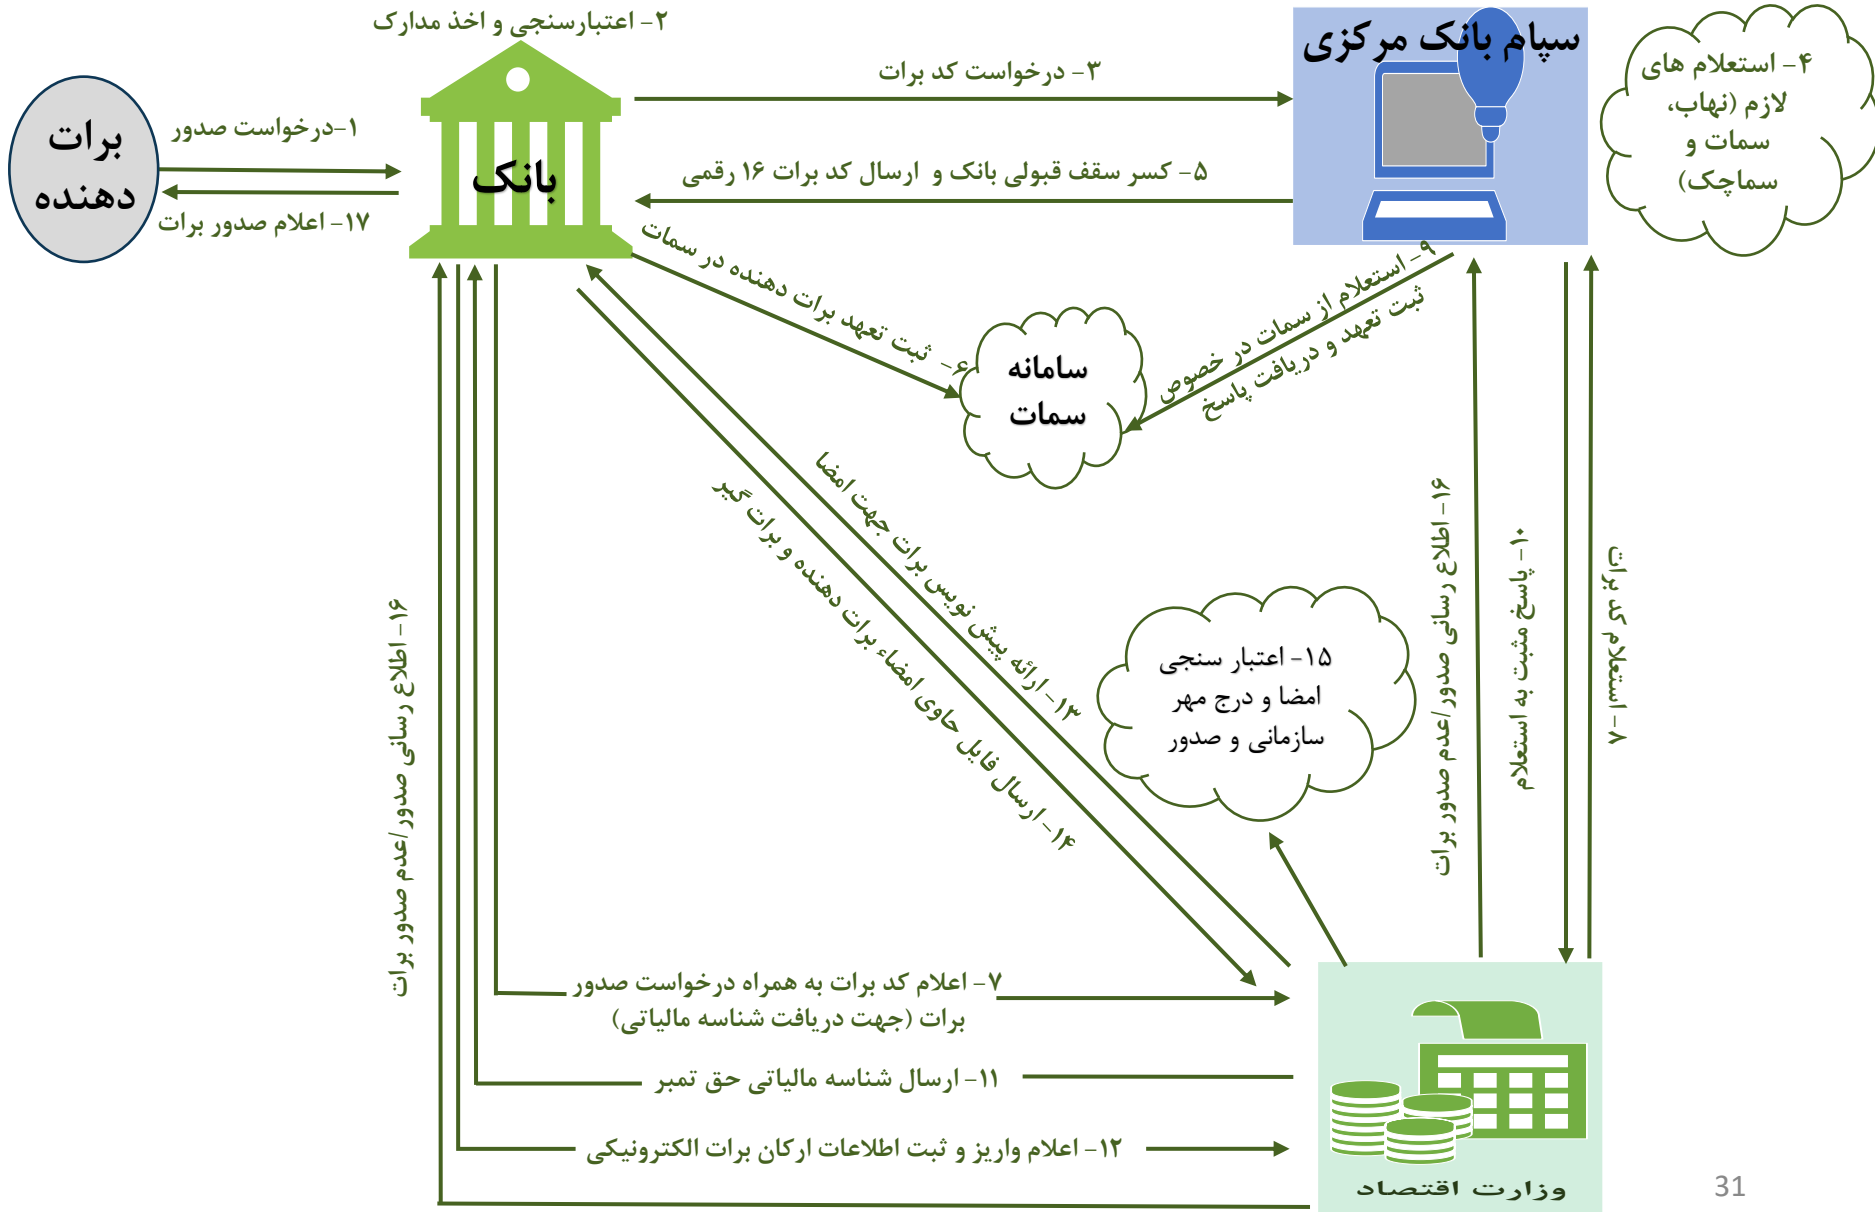 ۲- اعتبارسنجی و اخذ مدارک
سپام بانک مرکزی
۴- استعلام های
لازم (نهاب،
سمات و
سماچک)
۳- درخواست کد برات
برات
دهنده
۱-درخواست صدور
۱۷- اعلام صدور برات
بانک
۵- کسر سقف قبولی بانک و ارسال کد برات ۱۶ رقمی
۶- ثبت تعهد برات دهنده در سمات
۹- استعلام از سمات در خصوص
ثبت تعهد و دریافت پاسخ
سامانه
سمات
۱۳- ارائه پیش نویس برات جهت امضا
۱۴- ارسال فایل حاوی امضاء برات دهنده و برات گیر
۱۶- اطلاع رسانی صدور/عدم صدور برات
۱۰- پاسخ مثبت به استعلام
۸- استعلام کد برات
۱۶- اطلاع رسانی صدور/عدم صدور برات
۱۵- اعتبار سنجی
امضا و درج مهر
سازمانی و صدور
۷- اعلام کد برات به همراه درخواست صدور
برات (جهت دریافت شناسه مالیاتی)
۱۱- ارسال شناسه مالیاتی حق تمبر
۱۲- اعلام واریز و ثبت اطلاعات ارکان برات الکترونیکی
وزارت اقتصاد
31